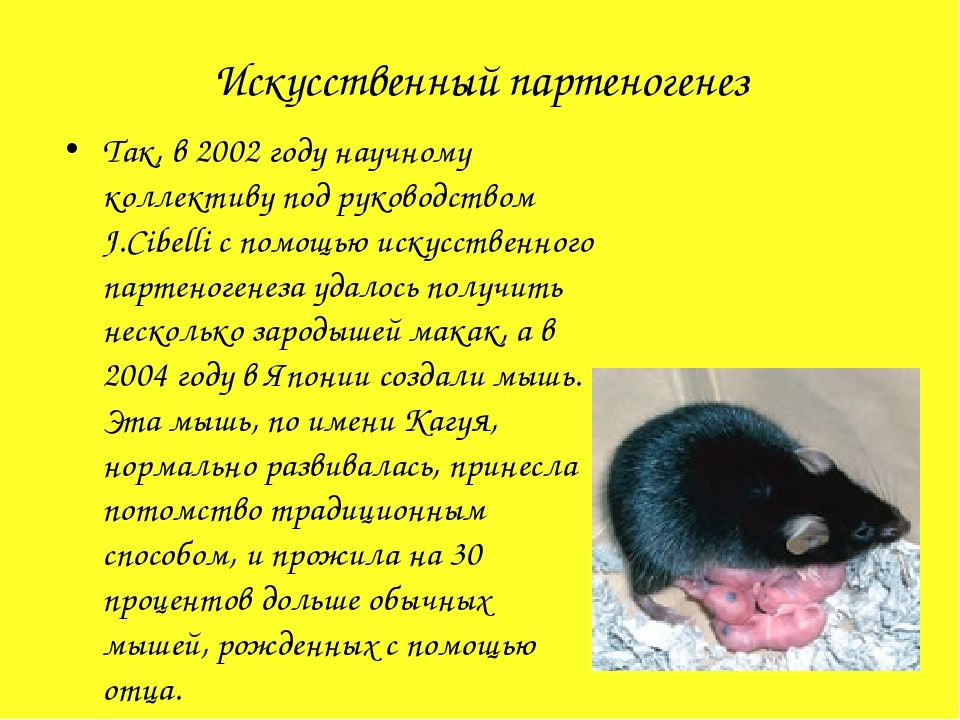 Искусственный партеногенез
• Так, в 2002 году научному
коллективу под руководством
J.Cibelli с помощью искусственного
партеногенеза удалось получить
несколько зародышей макак, а в
2004 году в Японии создали мышь.
Эта мышь, по имени Кагуя,
нормально развивалась, принесла
потомство традиционным
способом, и прожила на 30
процентов дольше обычных
мышей, рожденных с помощью
отца.